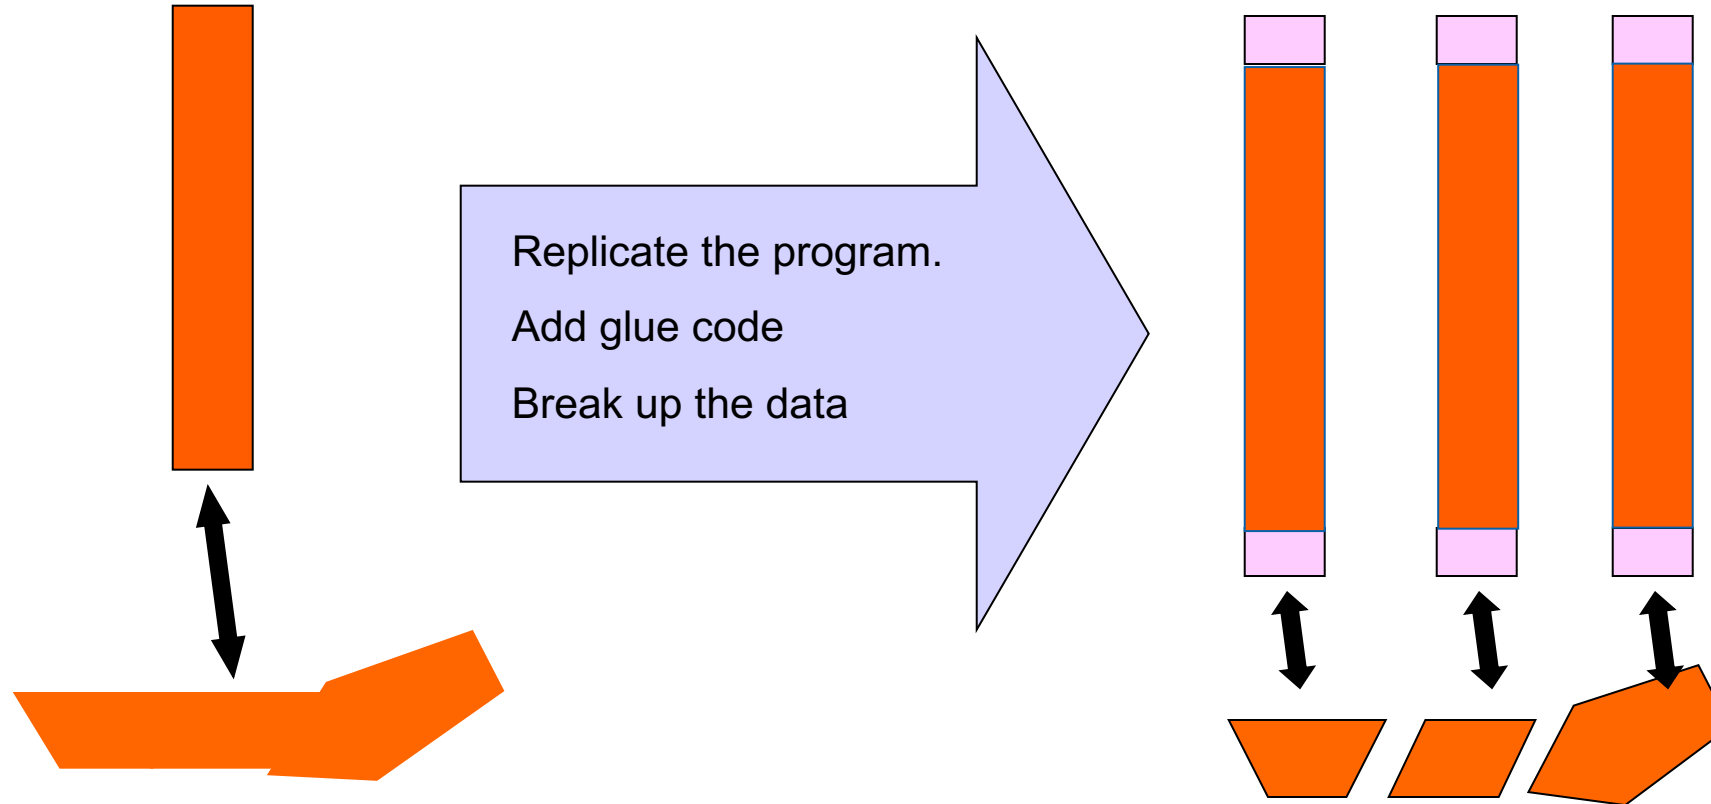 Replicate the program.
Add glue code
Break up the data